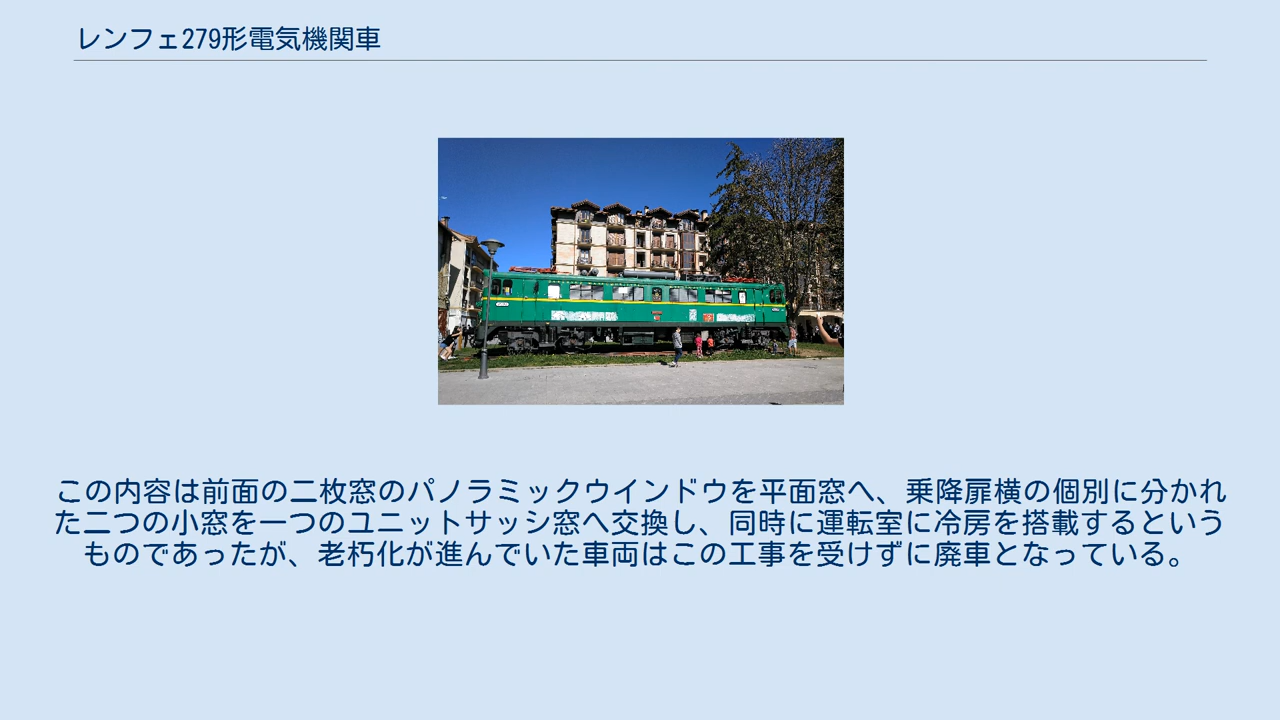 レンフェ279形電気機関車
この内容は前面の二枚窓のパノラミックウインドウを平面窓へ、乗降扉横の個別に分かれ
た二つの小窓を一つのユニットサッシ窓へ交換し、同時に運転室に冷房を搭載するという
ものであったが、老朽化が進んでいた車両はこの工事を受けずに廃車となっている。